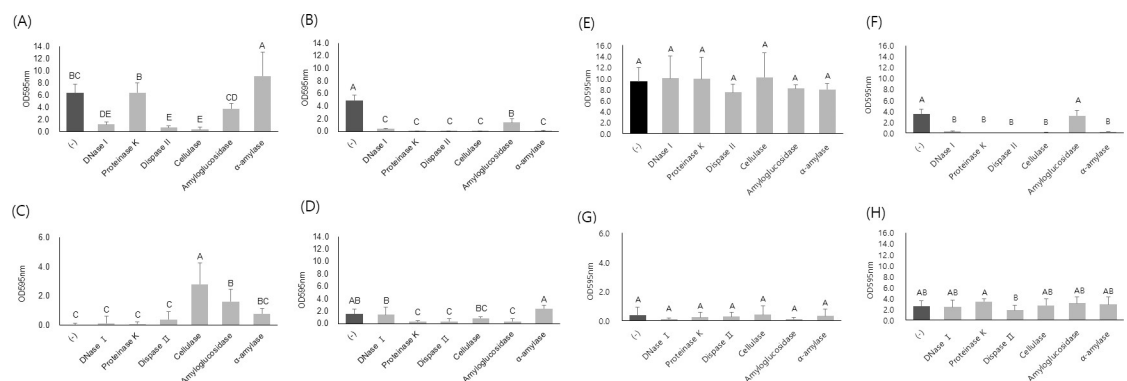 (A)
14.0
12.0
10.0
8.0
6.0
4.0
2.0
0.0
OD595nm
BC
DE
B
E
E
CD
A
(-)
DNase I
Proteinase K
Dispase II
Cellulase
Amyloglucosidase
α-amylase
(B)
14.0
12.0
10.0
8.0
6.0
4.0
2.0
0.0
OD595nm
A
C
C
C
C
B
C
(-)
DNase I
Proteinase K
Dispase II
Cellulase
Amyloglucosidase
α-amylase
(E)
16.0
14.0
12.0
10.0
8.0
6.0
4.0
2.0
0.0
OD595nm
A
A
A
A
A
A
A
(-)
DNase I
Proteinase K
Dispase II
Cellulase
Amyloglucosidase
α-amylase
(F)
16.0
14.0
12.0
10.0
8.0
6.0
4.0
2.0
0.0
OD595nm
A
B
B
B
B
A
B
(-)
DNase I
Proteinase K
Dispase II
Cellulase
Amyloglucosidase
α-amylase
(C)
6.0
4.0
2.0
0.0
OD595nm
C
C
C
C
A
B
BC
(-)
DNase I
Proteinase K
Dispase II
Cellulase
Amyloglucosidase
α-amylase
(D)
14.0
12.0
10.0
8.0
6.0
4.0
2.0
0.0
OD595nm
AB
B
C
C
BC
C
A
(-)
DNase I
Proteinase K
Dispase II
Cellulase
Amyloglucosidase
α-amylase
(G)
6.0
4.0
2.0
0.0
OD595nm
A
A
A
A
A
A
A
(-)
DNase I
Proteinase K
Dispase II
Cellulase
Amyloglucosidase
α-amylase
(H)
16.0
14.0
12.0
10.0
8.0
6.0
4.0
2.0
0.0
OD595nm
AB
AB
A
B
AB
AB
AB
(-)
DNase I
Proteinase K
Dispase II
Cellulase
Amyloglucosidase
α-amylase